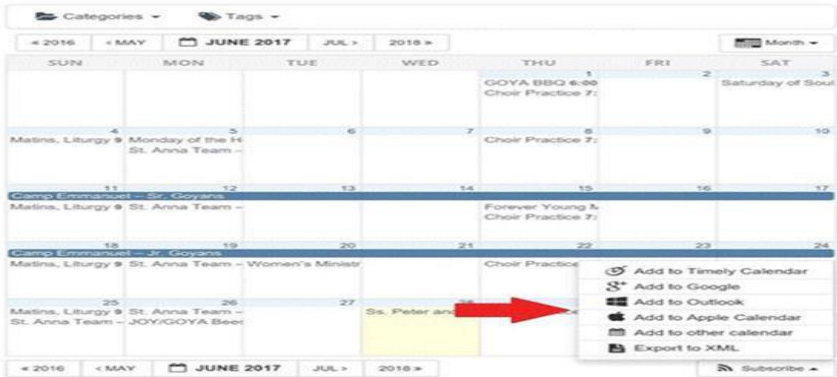 Categories Tags
« 2016 < MAY JUNE 2017 JUL > 2018 » Month
SUN MON TUE WED THU FRI SAT
1 2 3
GOYA BBQ 6:00 Saturday of Soul
Choir Practice 7:
4 5 6 7 8 9 10
Matins, Liturgy 9 Monday of the H Choir Practice 7:
St. Anna Team –
11 12 13 14 15 16 17
Camp Emmanuel – Sr. Goyans
Matins, Liturgy 9 St. Anna Team – Forever Young M
Choir Practice 7:
18 19 20 21 22 23 24
Camp Emmanuel – Jr. Goyans
Matins, Liturgy 9 St. Anna Team – Women's Ministr Choir Practice
25 26 27 28
Matins, Liturgy 9 St. Anna Team – Ss. Peter and
St. Anna Team – JOY/GOYA Bees
Add to Timely Calendar
Add to Google
Add to Outlook
Add to Apple Calendar
Add to other calendar
Export to XML
« 2016 < MAY JUNE 2017 JUL > 2018 » Subscribe